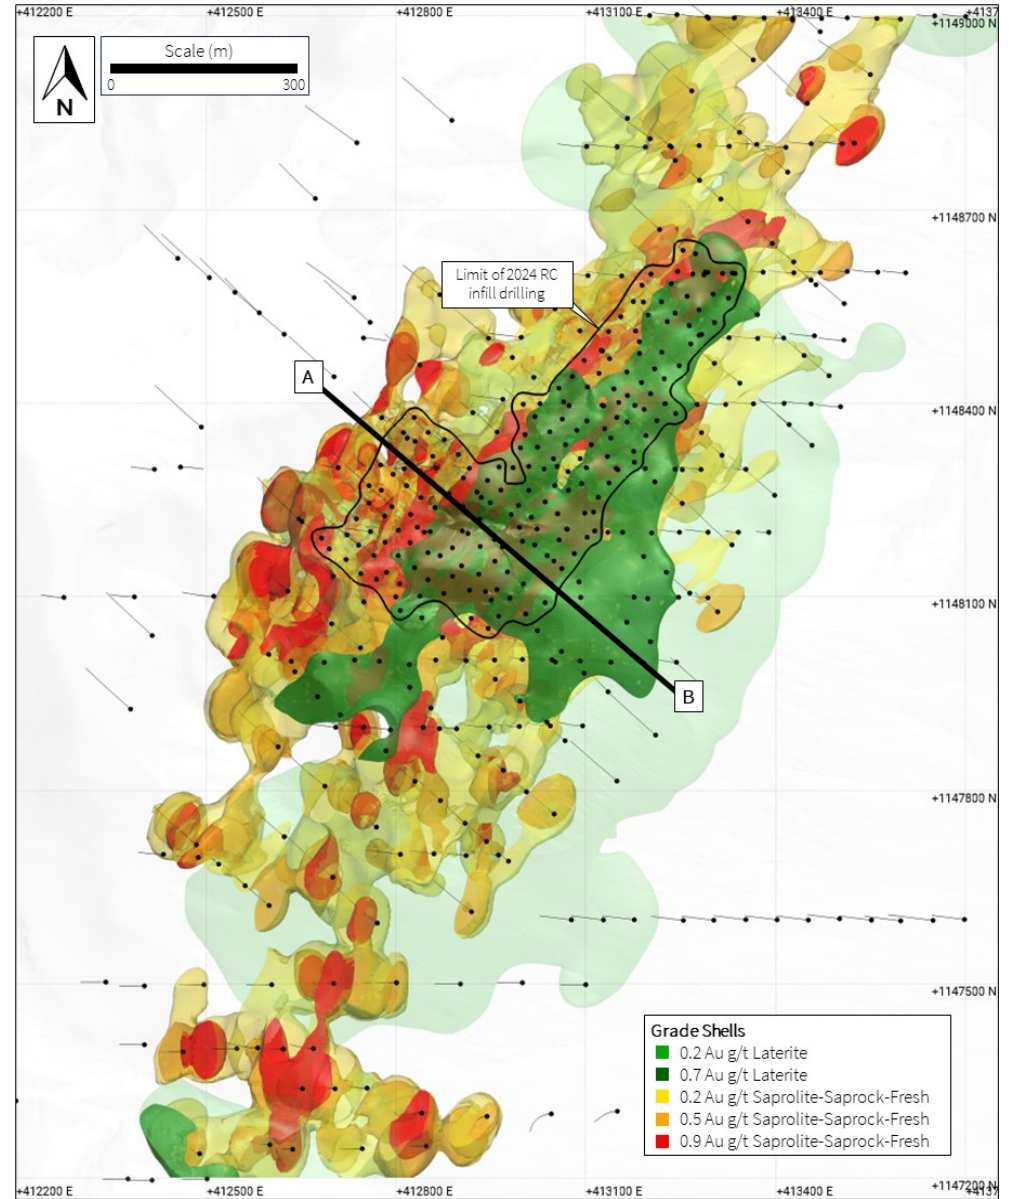 +412200 E
+412500 E
+412800 E
+413100 E
+413400 E
+4137
+1149000 N
Scale (m)
0
300
N
+1148700 N
Limit of 2024 RC
infill drilling
A
+1148400 N
+1148100 N
B
+1147800 N
+1147500 N
Grade Shells
0.2 Au g/t Laterite
0.7 Au g/t Laterite
0.2 Au g/t Saprolite-Saprock-Fresh
0.5 Au g/t Saprolite-Saprock-Fresh
0.9 Au g/t Saprolite-Saprock-Fresh
+1147200 N
+412200 E
+412500 E
+412800 E
+413100 E
+413400 E
+4137